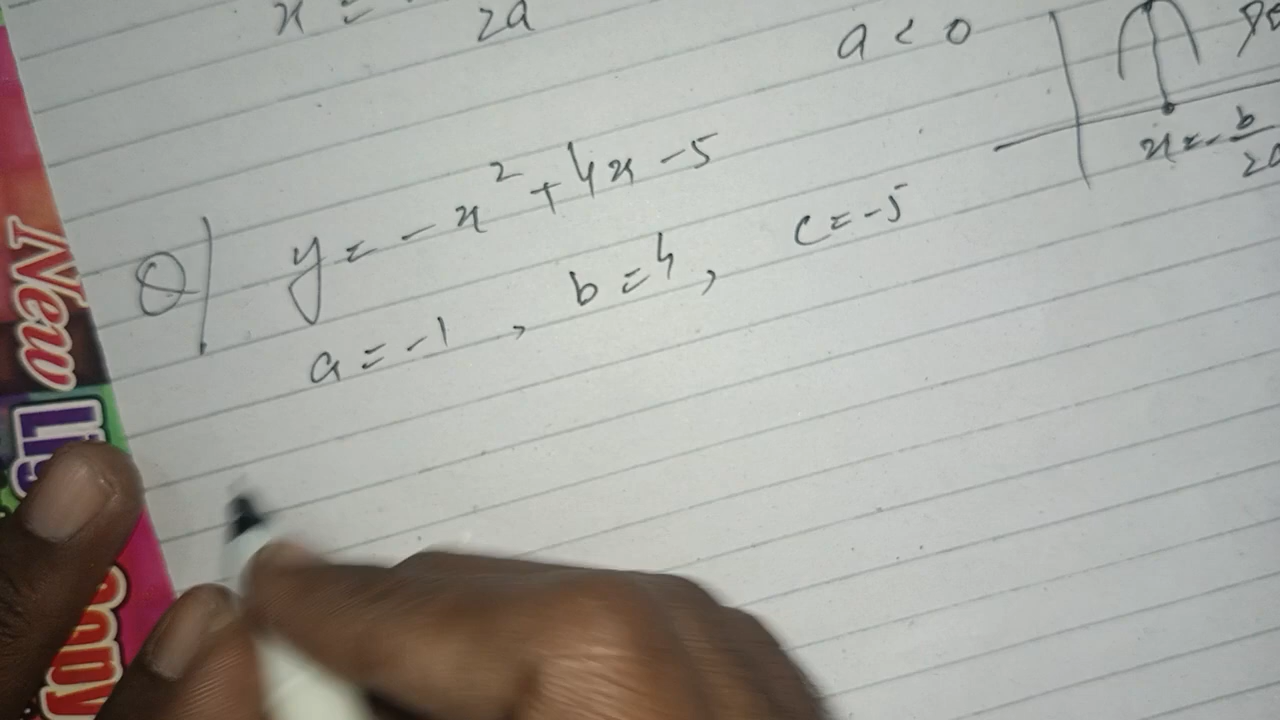 x = 2a
a < 0
x = - b/2a
Q) y = - x² + 4x - 5
a = -1 , b = 4 , c = -5
New